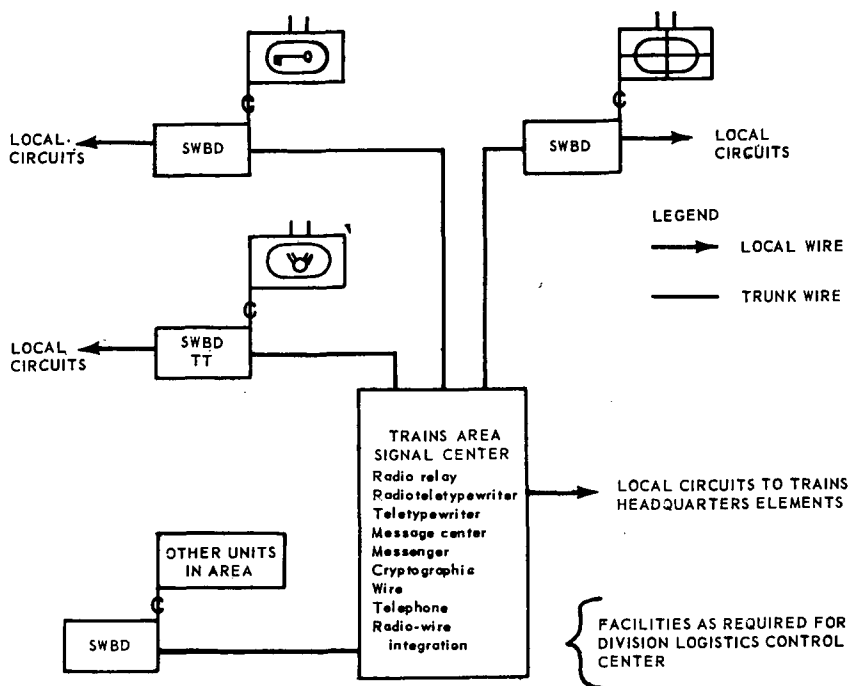 LOCAL
CIRCUITS
SWBD
SWBD
LOCAL
CIRCUITS
LEGEND
LOCAL WIRE
TRUNK WIRE
LOCAL
CIRCUITS
SWBD
TT
TRAINS AREA
SIGNAL CENTER
Radio relay
Radioteletypewriter
Teletypewriter
Message center
Messenger
Cryptographic
Wire
Telephone
Radio-wire
integration
LOCAL CIRCUITS TO TRAINS
HEADQUARTERS ELEMENTS
OTHER UNITS
IN AREA
SWBD
FACILITIES AS REQUIRED FOR
DIVISION LOGISTICS CONTROL
CENTER